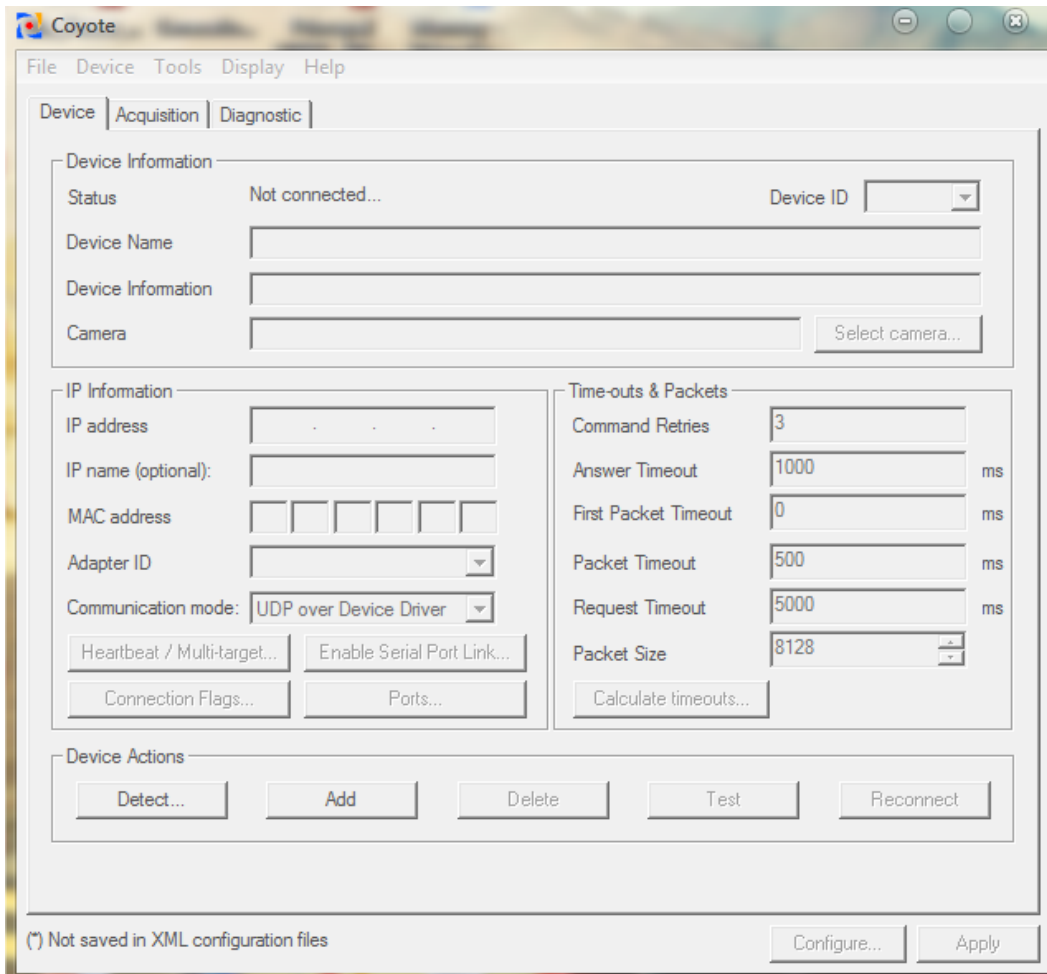 Coyote
File Device Tools Display Help
Device Acquisition Diagnostic
Device Information
Status Not connected... Device ID
Device Name
Device Information
Camera Select camera...
IP Information
IP address . . .
IP name (optional):
MAC address
Adapter ID
Communication mode: UDP over Device Driver
Heartbeat / Multi-target... Enable Serial Port Link...
Connection Flags... Ports...
Time-outs & Packets
Command Retries 3
Answer Timeout 1000 ms
First Packet Timeout 0 ms
Packet Timeout 500 ms
Request Timeout 5000 ms
Packet Size 8128
Calculate timeouts...
Device Actions
Detect... Add Delete Test Reconnect
(*) Not saved in XML configuration files
Configure... Apply